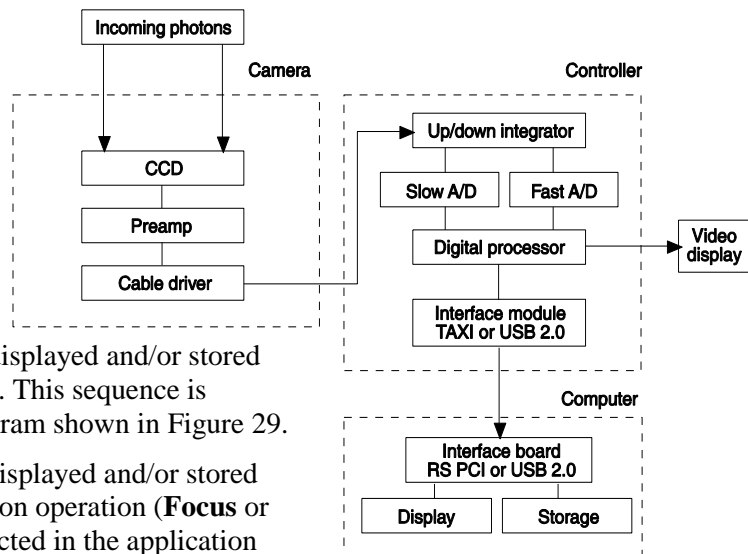 Incoming photons
Camera
Controller
Up/down integrator
CCD
Slow A/D
Fast A/D
Preamp
Digital processor
Video
display
Cable driver
Interface module
TAXI or USB 2.0
displayed and/or stored
. This sequence is
ram shown in Figure 29.
Computer
Interface board
RS PCI or USB 2.0
Display
Storage
isplayed and/or stored
on operation (Focus or
cted in the application